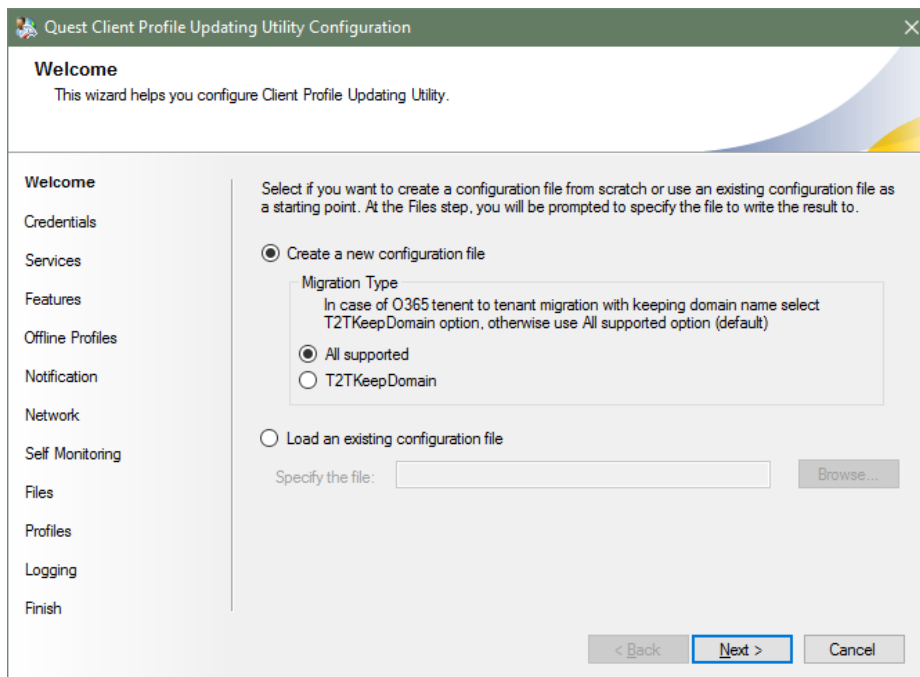 Quest Client Profile Updating Utility Configuration
Welcome
This wizard helps you configure Client Profile Updating Utility.
Welcome
Credentials
Services
Features
Offline Profiles
Notification
Network
Self Monitoring
Files
Profiles
Logging
Finish
Select if you want to create a configuration file from scratch or use an existing configuration file as
a starting point. At the Files step, you will be prompted to specify the file to write the result to.
Create a new configuration file
Migration Type
In case of O365 tenent to tenant migration with keeping domain name select
T2TKeepDomain option, otherwise use All supported option (default)
All supported
T2TKeepDomain
Load an existing configuration file
Specify the file:
Browse...
< Back
Next >
Cancel